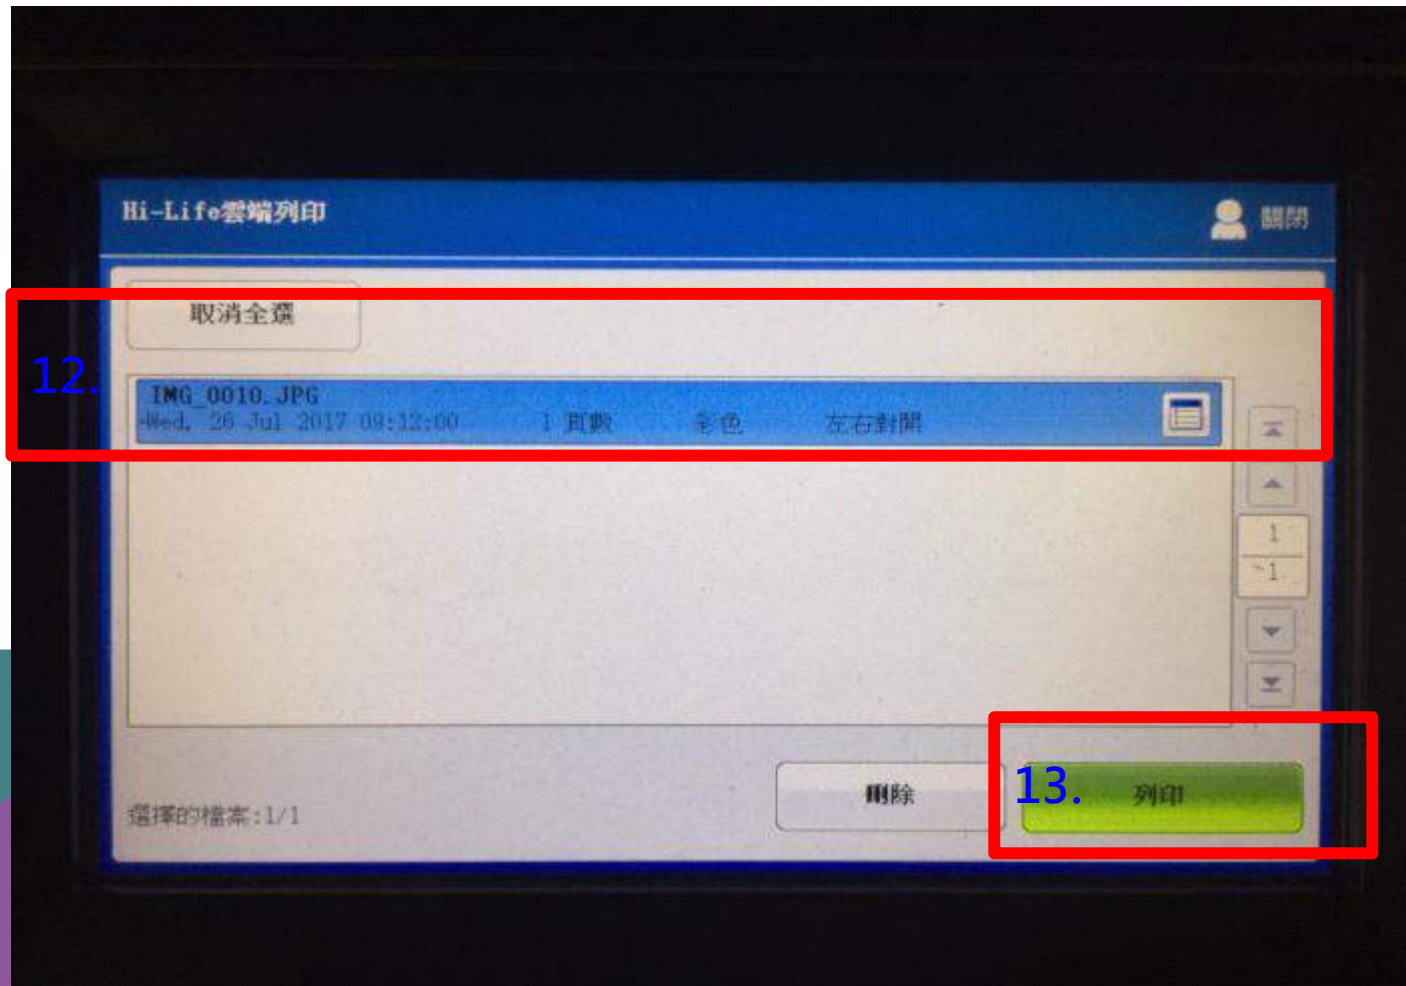 Hi-Life雲端列印
關閉
取消全選
12.
IMG_0010.JPG
Wed, 26 Jul 2017 09:12:00 1 頁數 彩色 左右對開
1
~1
選擇的檔案:1/1
刪除
13.
列印